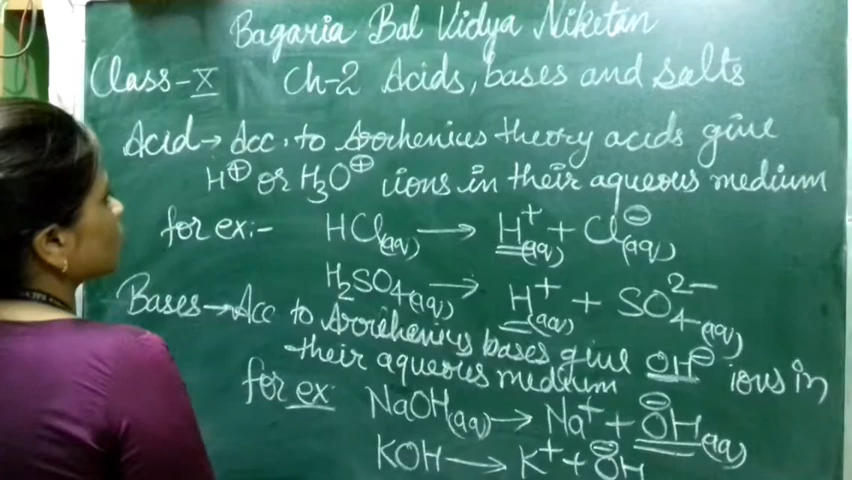 Bagaria Bal Vidya Niketan
Class-X Ch-2 Acids, bases and salts
Acid→ Acc. to Arrhenius theory acids give
H⊕ or H₃O⊕ ions in their aqueous medium
for ex:- HCl(aq) → H⁺(aq) + Cl⊖(aq)
H₂SO₄(aq) → H⁺(aq) + SO₄²⁻(aq)
Bases→Acc to Arrhenius bases give OH⊖ ions in
their aqueous medium
for ex: NaOH(aq) → Na⁺ + ⊖OH(aq)
KOH → K⁺ + ⊖OH